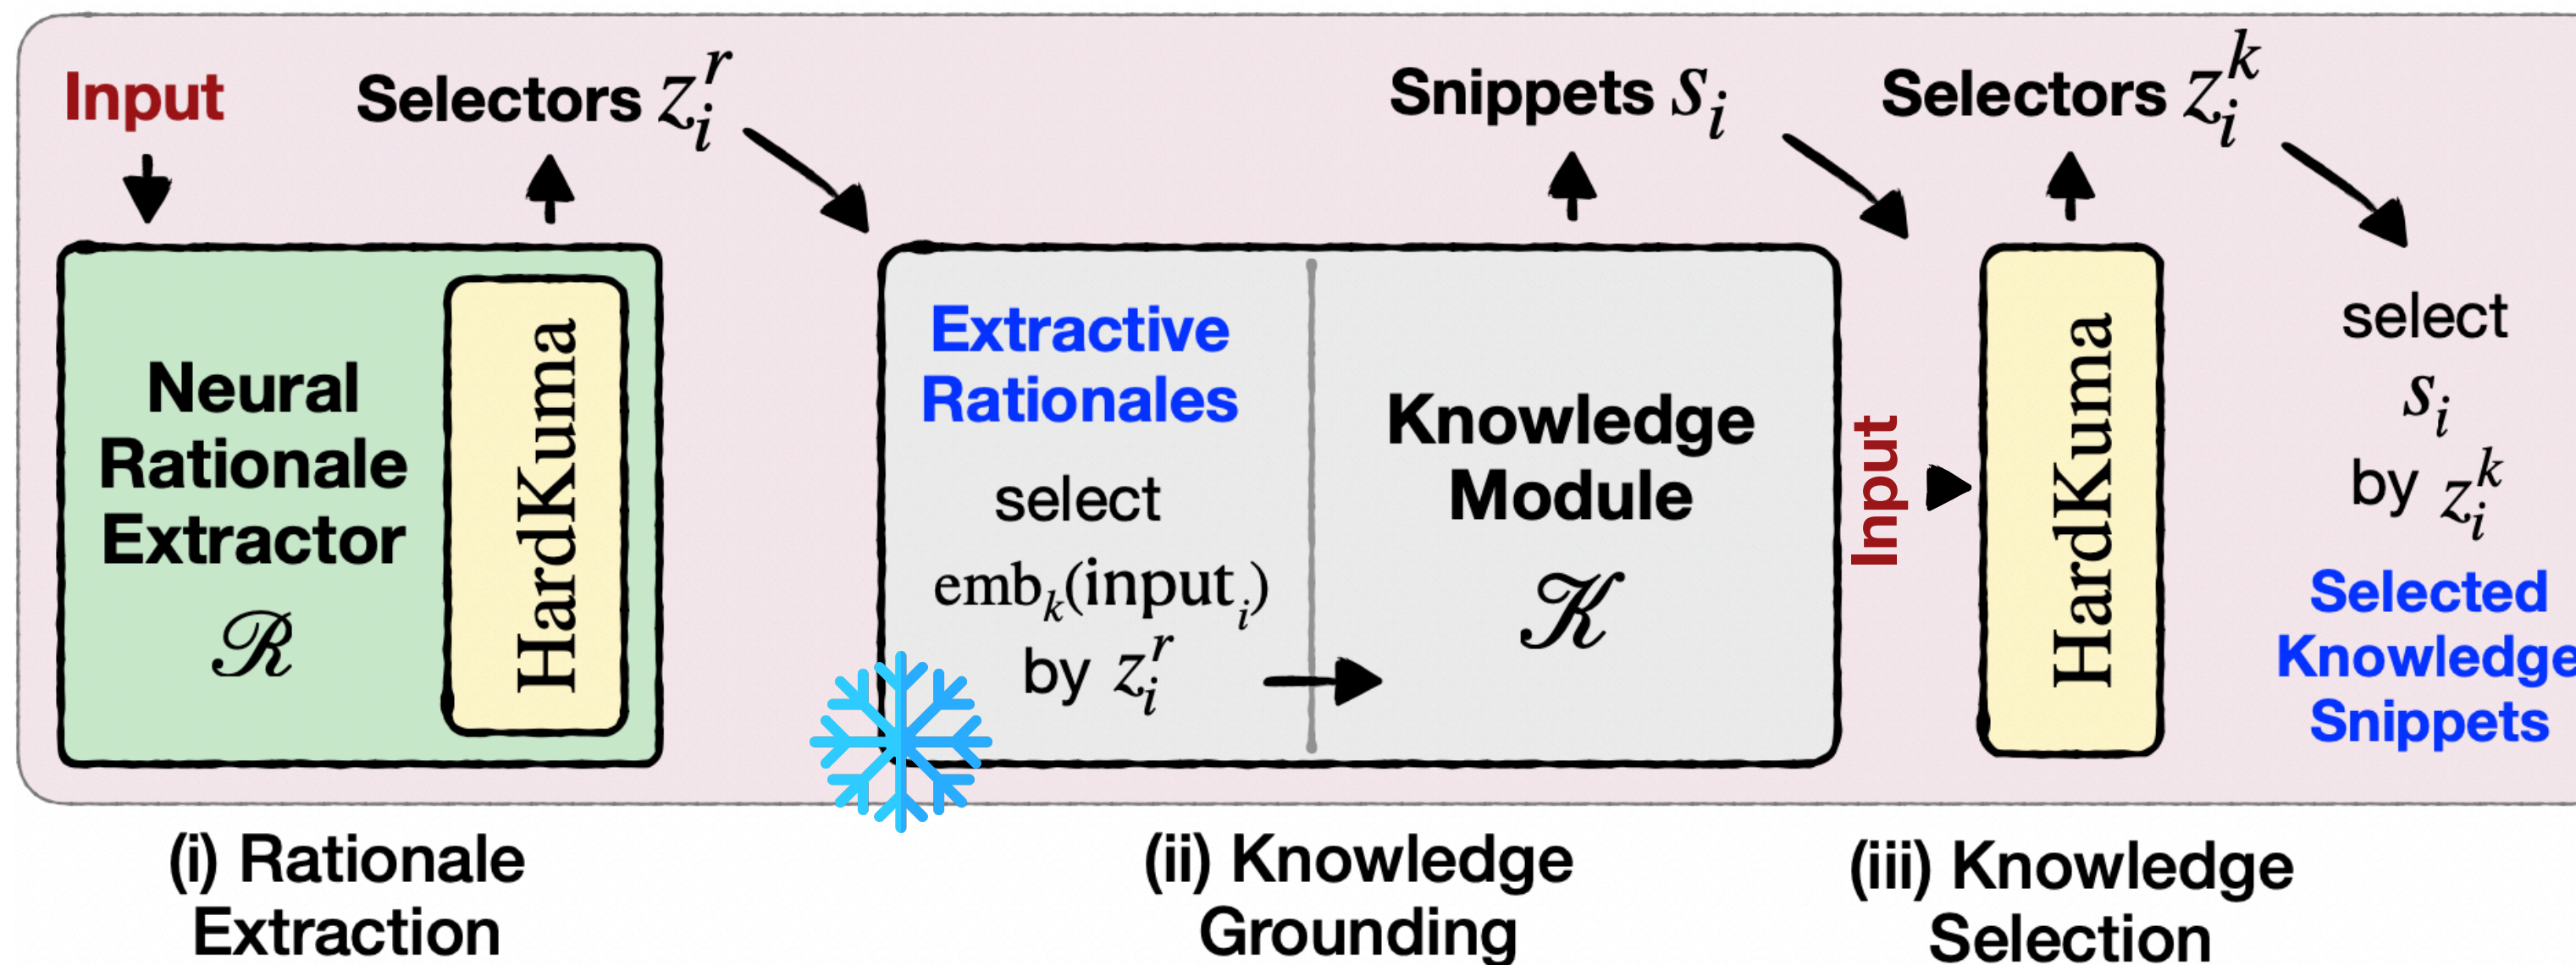 Input
Selectors z_i^r
Neural
Rationale
Extractor
ℛ
HardKuma
(i) Rationale
Extraction
Snippets s_i
Extractive
Rationales
select
emb_k(input_i)
by z_i^r
Knowledge
Module
𝒦
(ii) Knowledge
Grounding
Input
Selectors z_i^k
HardKuma
select
s_i
by z_i^k
Selected
Knowledge
Snippets
(iii) Knowledge
Selection